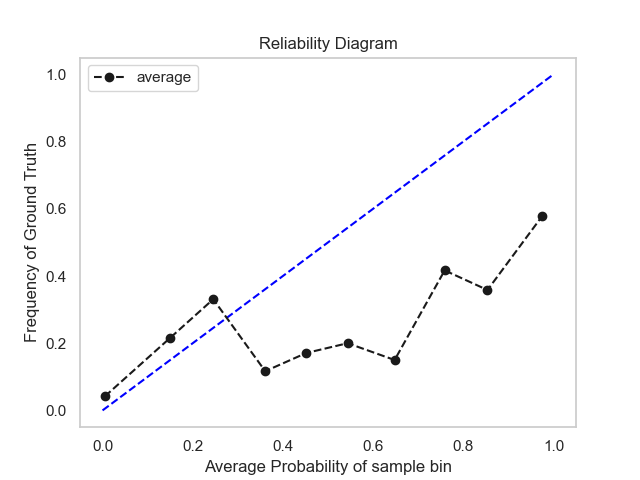 Reliability Diagram
average
Frequency of Ground Truth
1.0
0.8
0.6
0.4
0.2
0.0
0.0 0.2 0.4 0.6 0.8 1.0
Average Probability of sample bin